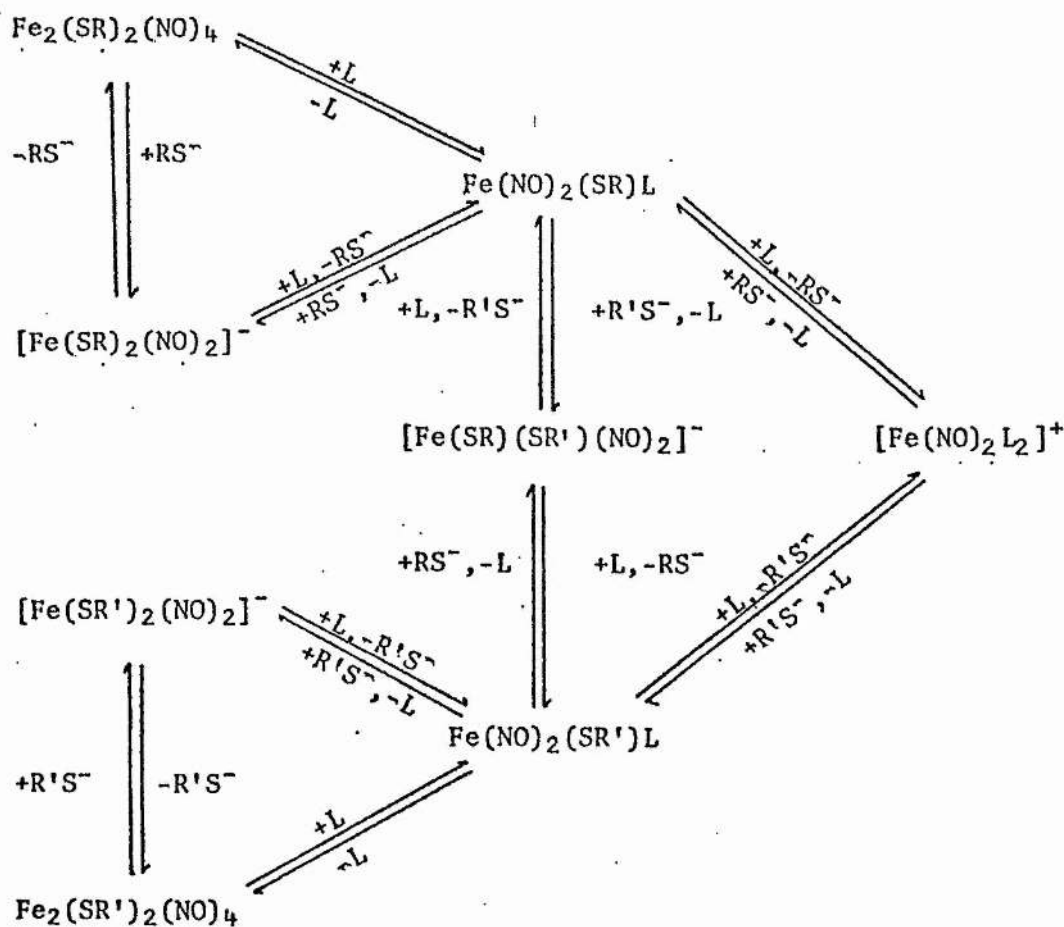 Fe₂(SR)₂(NO)₄
+L
-L
-RS⁻ +RS⁻
Fe(NO)₂(SR)L
+L,-RS⁻
+RS⁻,-L
+L,-RS⁻
+RS⁻,-L
+L,-R'S⁻ +R'S⁻,-L
[Fe(SR)₂(NO)₂]⁻
[Fe(SR)(SR')(NO)₂]⁻ [Fe(NO)₂L₂]⁺
+RS⁻,-L +L,-RS⁻
[Fe(SR')₂(NO)₂]⁻
+L,-R'S⁻
+R'S⁻,-L
+L,-R'S⁻
+R'S⁻,-L
Fe(NO)₂(SR')L
+R'S⁻ -R'S⁻
+L
-L
Fe₂(SR')₂(NO)₄